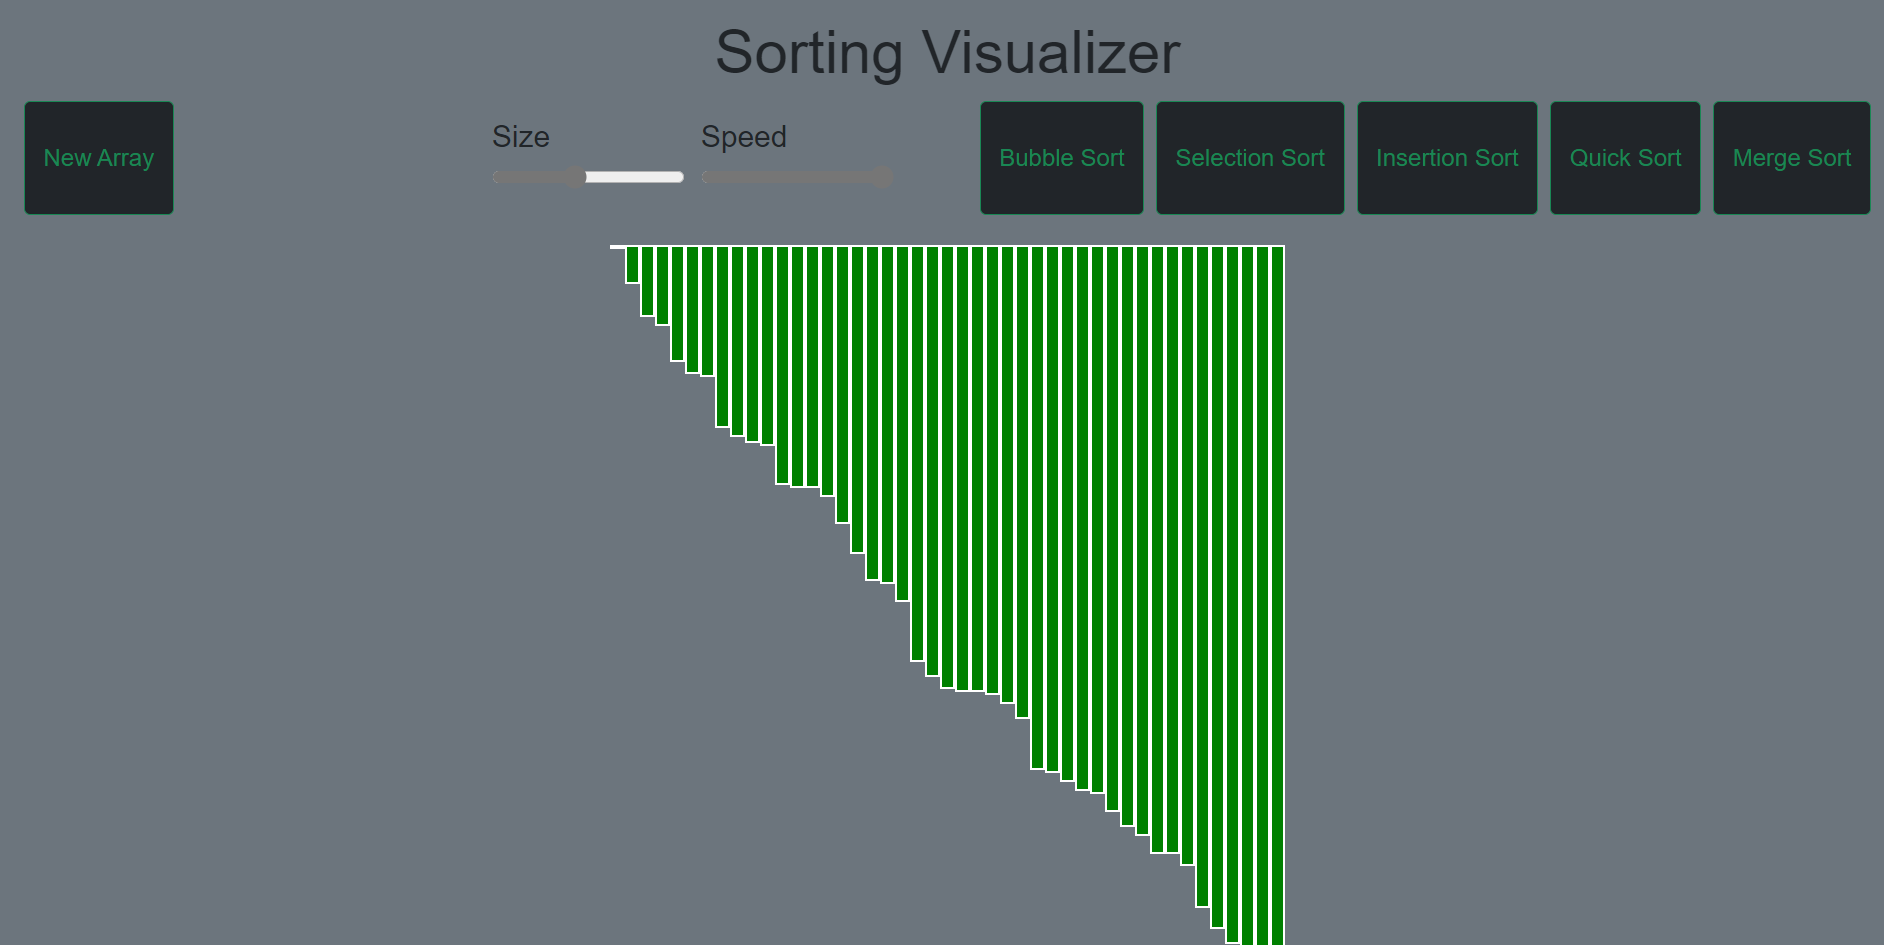 Sorting Visualizer
New Array
Size
Speed
Bubble Sort
Selection Sort
Insertion Sort
Quick Sort
Merge Sort